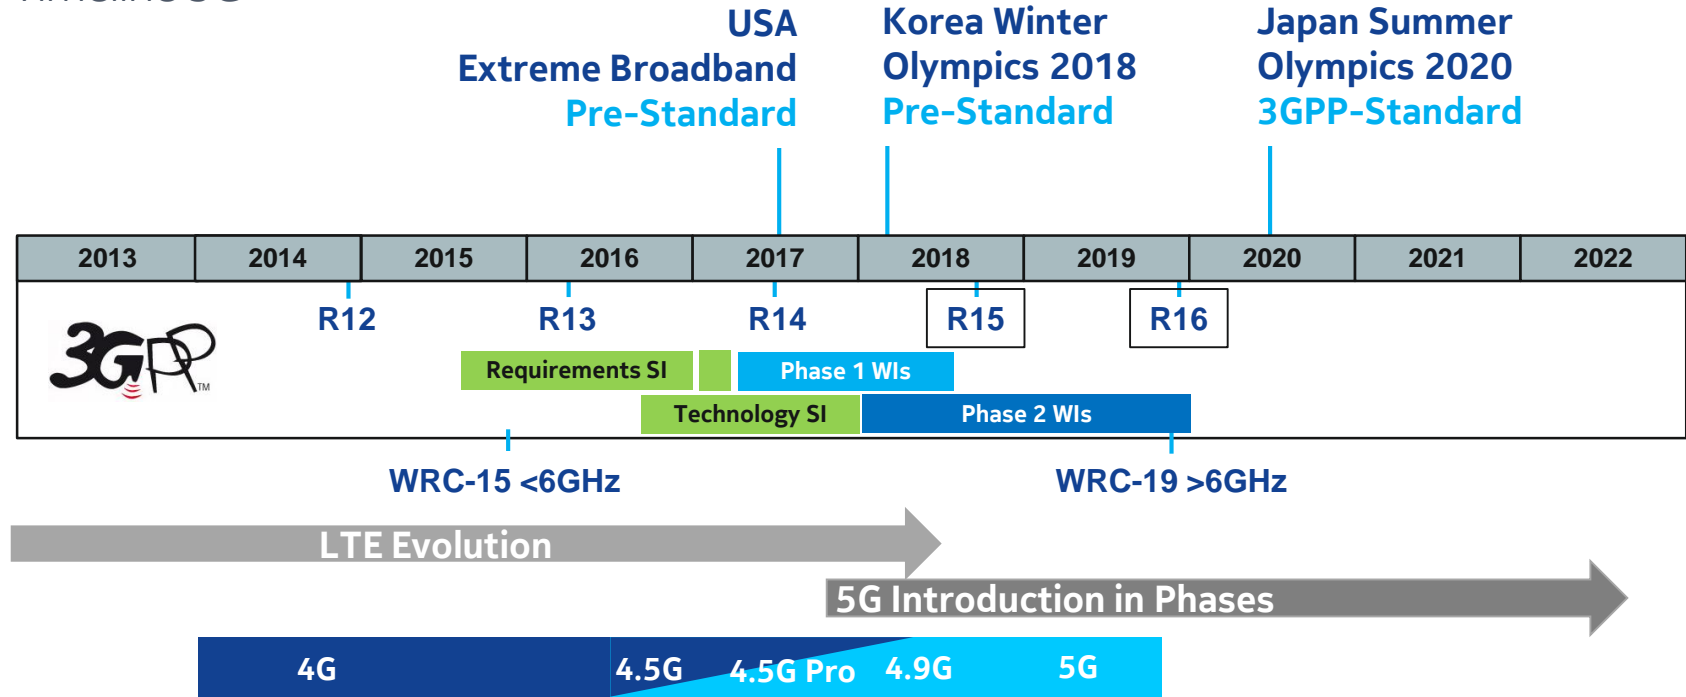 USA
Extreme Broadband
Pre-Standard
Korea Winter
Olympics 2018
Pre-Standard
Japan Summer
Olympics 2020
3GPP-Standard
2013 2014 2015 2016 2017 2018 2019 2020 2021 2022
R12 R13 R14 R15 R16
3GPP TM
Requirements SI Phase 1 WIs
Technology SI Phase 2 WIs
WRC-15 <6GHz WRC-19 >6GHz
LTE Evolution
5G Introduction in Phases
4G 4.5G 4.5G Pro 4.9G 5G